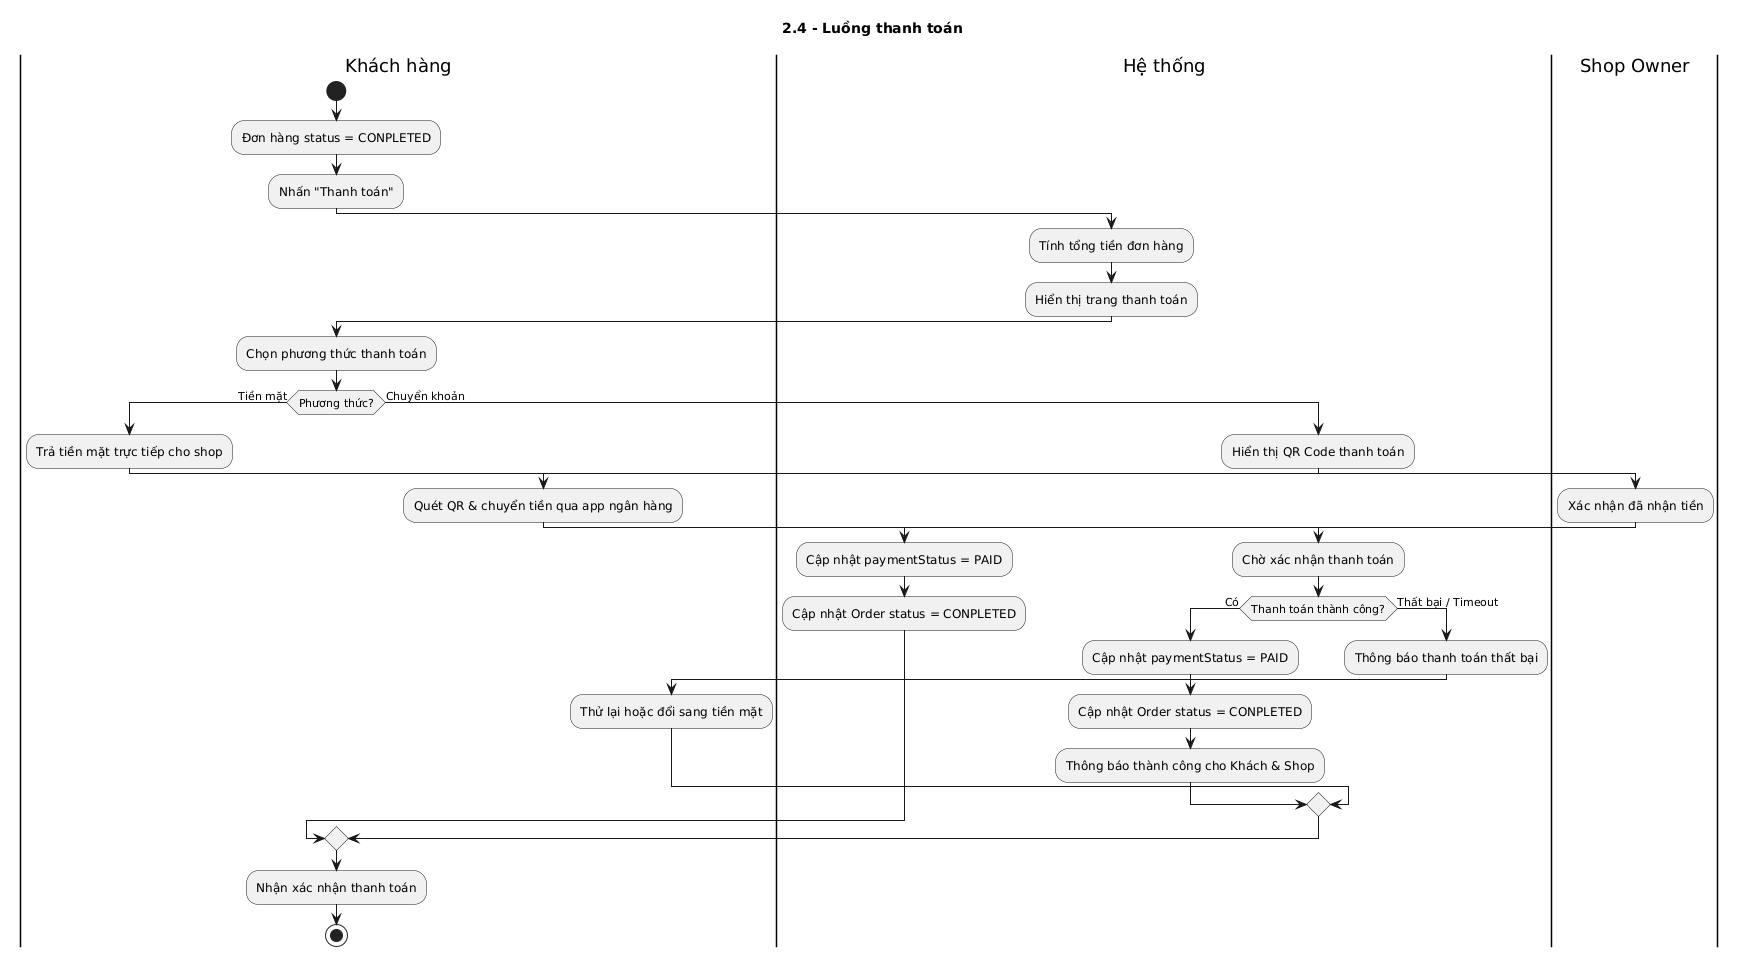 2.4 - Luồng thanh toán
Khách hàng
Hệ thống
Shop Owner
Đơn hàng status = CONPLETED
Nhấn "Thanh toán"
Tính tổng tiền đơn hàng
Hiển thị trang thanh toán
Chọn phương thức thanh toán
Tiền mặt
Phương thức?
Chuyển khoản
Trả tiền mặt trực tiếp cho shop
Hiển thị QR Code thanh toán
Quét QR & chuyển tiền qua app ngân hàng
Xác nhận đã nhận tiền
Cập nhật paymentStatus = PAID
Chờ xác nhận thanh toán
Cập nhật Order status = CONPLETED
Có
Thanh toán thành công?
Thất bại / Timeout
Cập nhật paymentStatus = PAID
Thông báo thanh toán thất bại
Thử lại hoặc đổi sang tiền mặt
Cập nhật Order status = CONPLETED
Thông báo thành công cho Khách & Shop
Nhận xác nhận thanh toán